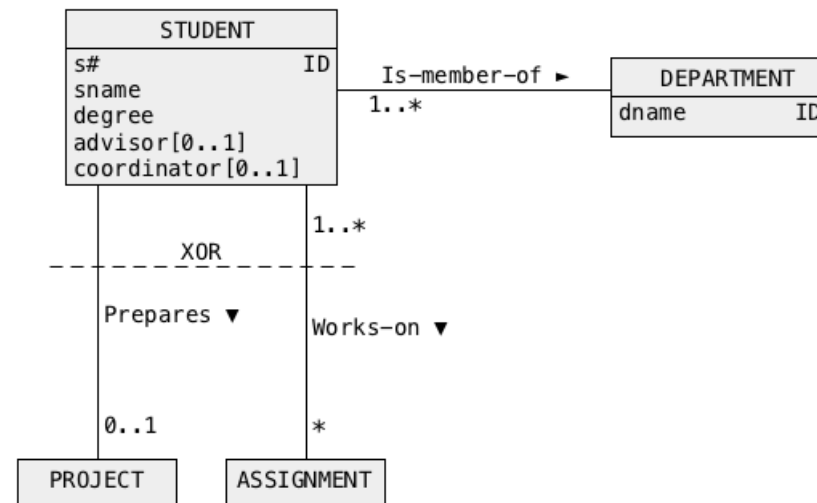 STUDENT
s# ID
sname
degree
advisor[0..1]
coordinator[0..1]
Is-member-of ►
1..*
DEPARTMENT
dname ID
1..*
XOR
Prepares ▼
Works-on ▼
0..1
*
PROJECT
ASSIGNMENT